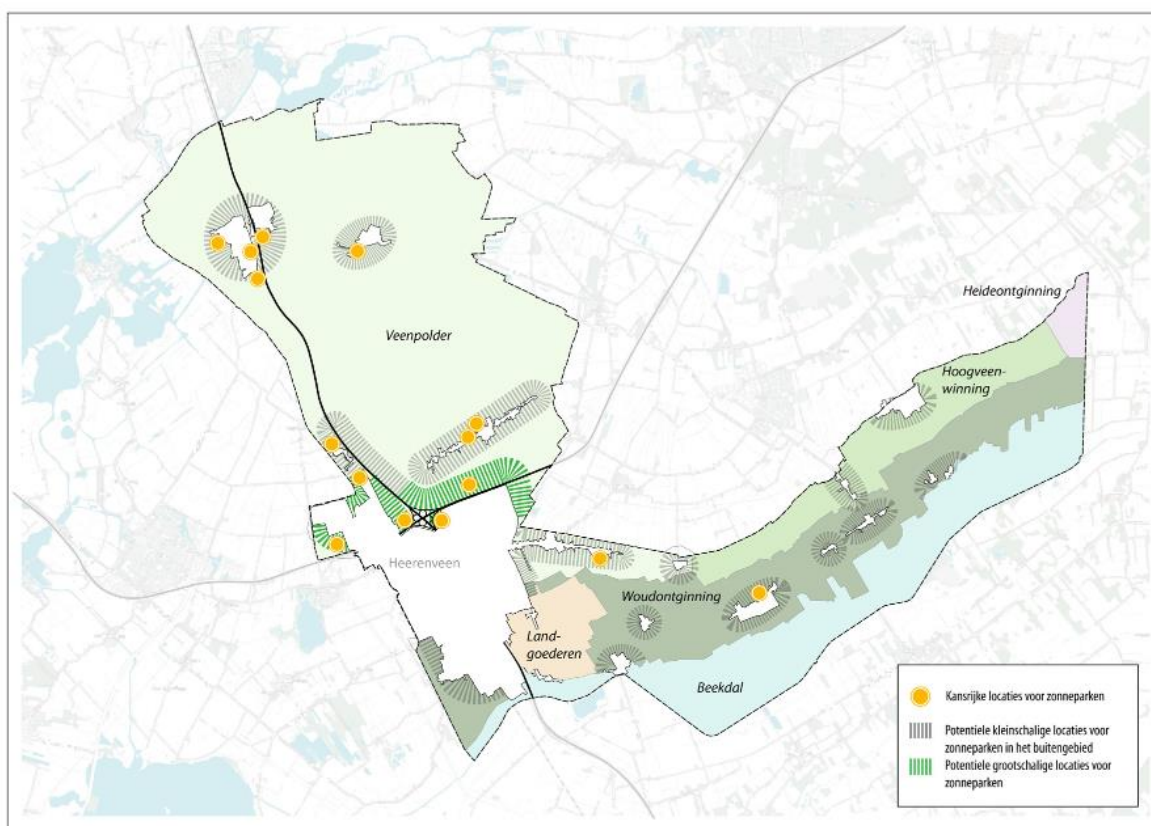 Heideontginning
Veenpolder
Hoogveen-
winning
Heerenveen
Woudontginning
Land-
goederen
Beekdal
Kansrijke locaties voor zonneparken
Potentiele kleinschalige locaties voor
zonneparken in het buitengebied
Potentiele grootschalige locaties voor
zonneparken